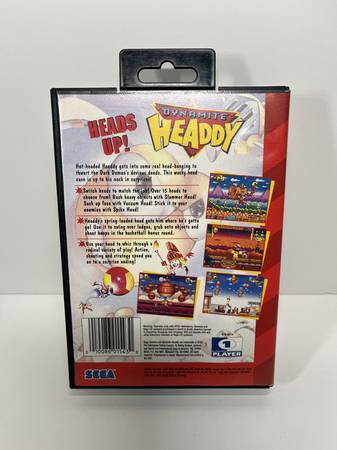 DYNAMITE
HEADDY
HEADS
UP!
Hot-headed Headdy gets into some real head-banging to
thwart the Dark Demon's devious deeds. This wacky head
case is up to his neck in surprises!
Switch heads to match the job! Over 15 heads to
choose from! Bash heavy objects with Slammer Head!
Suck up foes with Vacuum Head! Stick it to your
enemies with Spike Head!
Headdy's spring-loaded head gets him where he's gotta
go! Use it to swing over ledges, grab onto objects and
shoot hoops in the basketball bonus round.
Use your head to whiz through a
radical variety of play! Action,
shooting and strategy speed you
on to a surprise ending!
10086 01543
SEGA
1
PLAYER